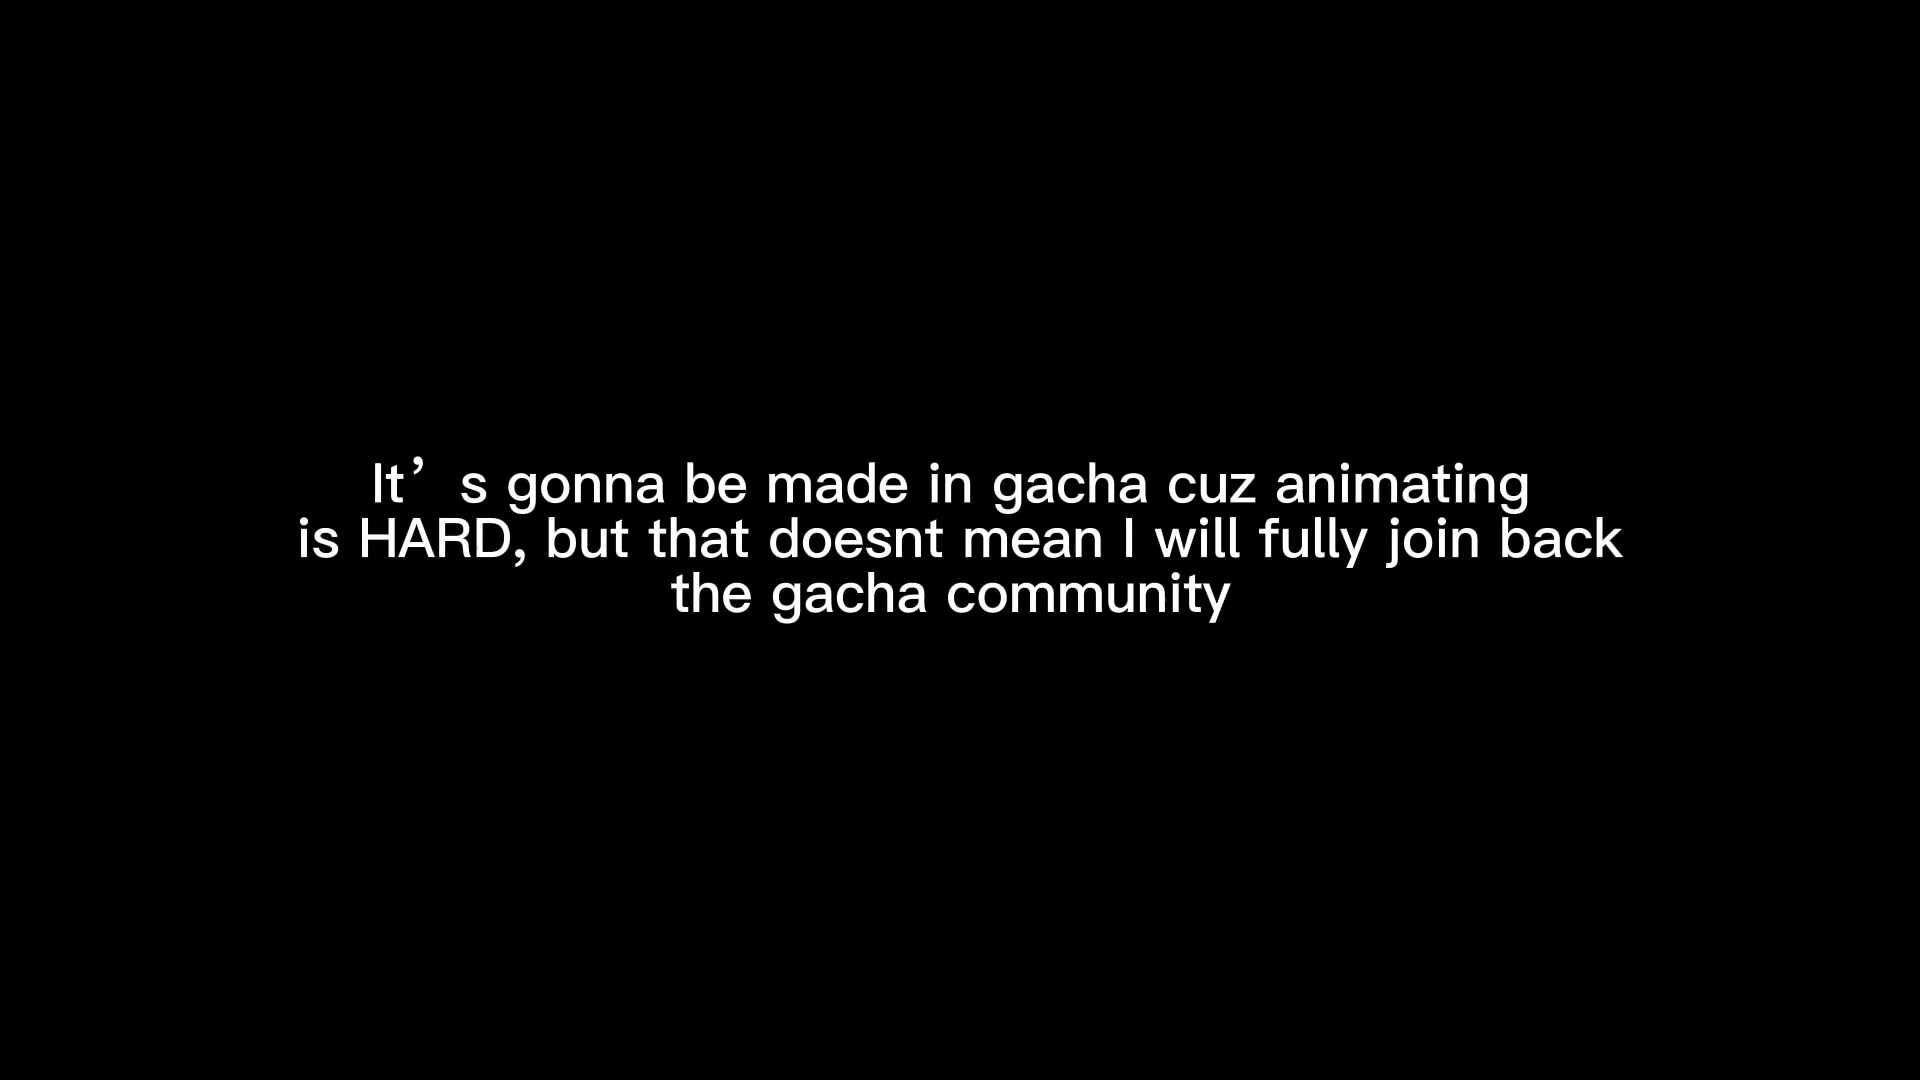 It’s gonna be made in gacha cuz animating
is HARD, but that doesnt mean I will fully join back
the gacha community